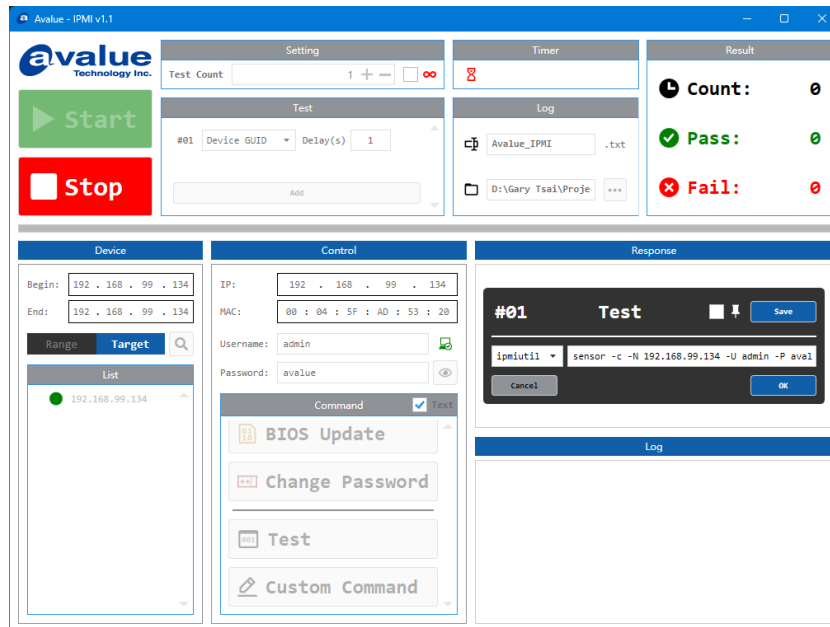 Avalue - IPMI v1.1
avalue
Technology Inc.
Start
Stop
Setting
Test Count 1
Test
#01 Device GUID Delay(s) 1
Add
Timer
Log
Avalue_IPMI .txt
D:\Gary Tsai\Proje
Result
Count: 0
Pass: 0
Fail: 0
Device
Begin: 192 . 168 . 99 . 134
End: 192 . 168 . 99 . 134
Range Target
List
192.168.99.134
Control
IP: 192 . 168 . 99 . 134
MAC: 00 : 04 : 5F : AD : 53 : 20
Username: admin
Password: avalue
Command Text
BIOS Update
Change Password
#01 Test
Custom Command
Response
#01 Test Save
ipmiutil sensor -c -N 192.168.99.134 -U admin -P aval
Cancel OK
Log